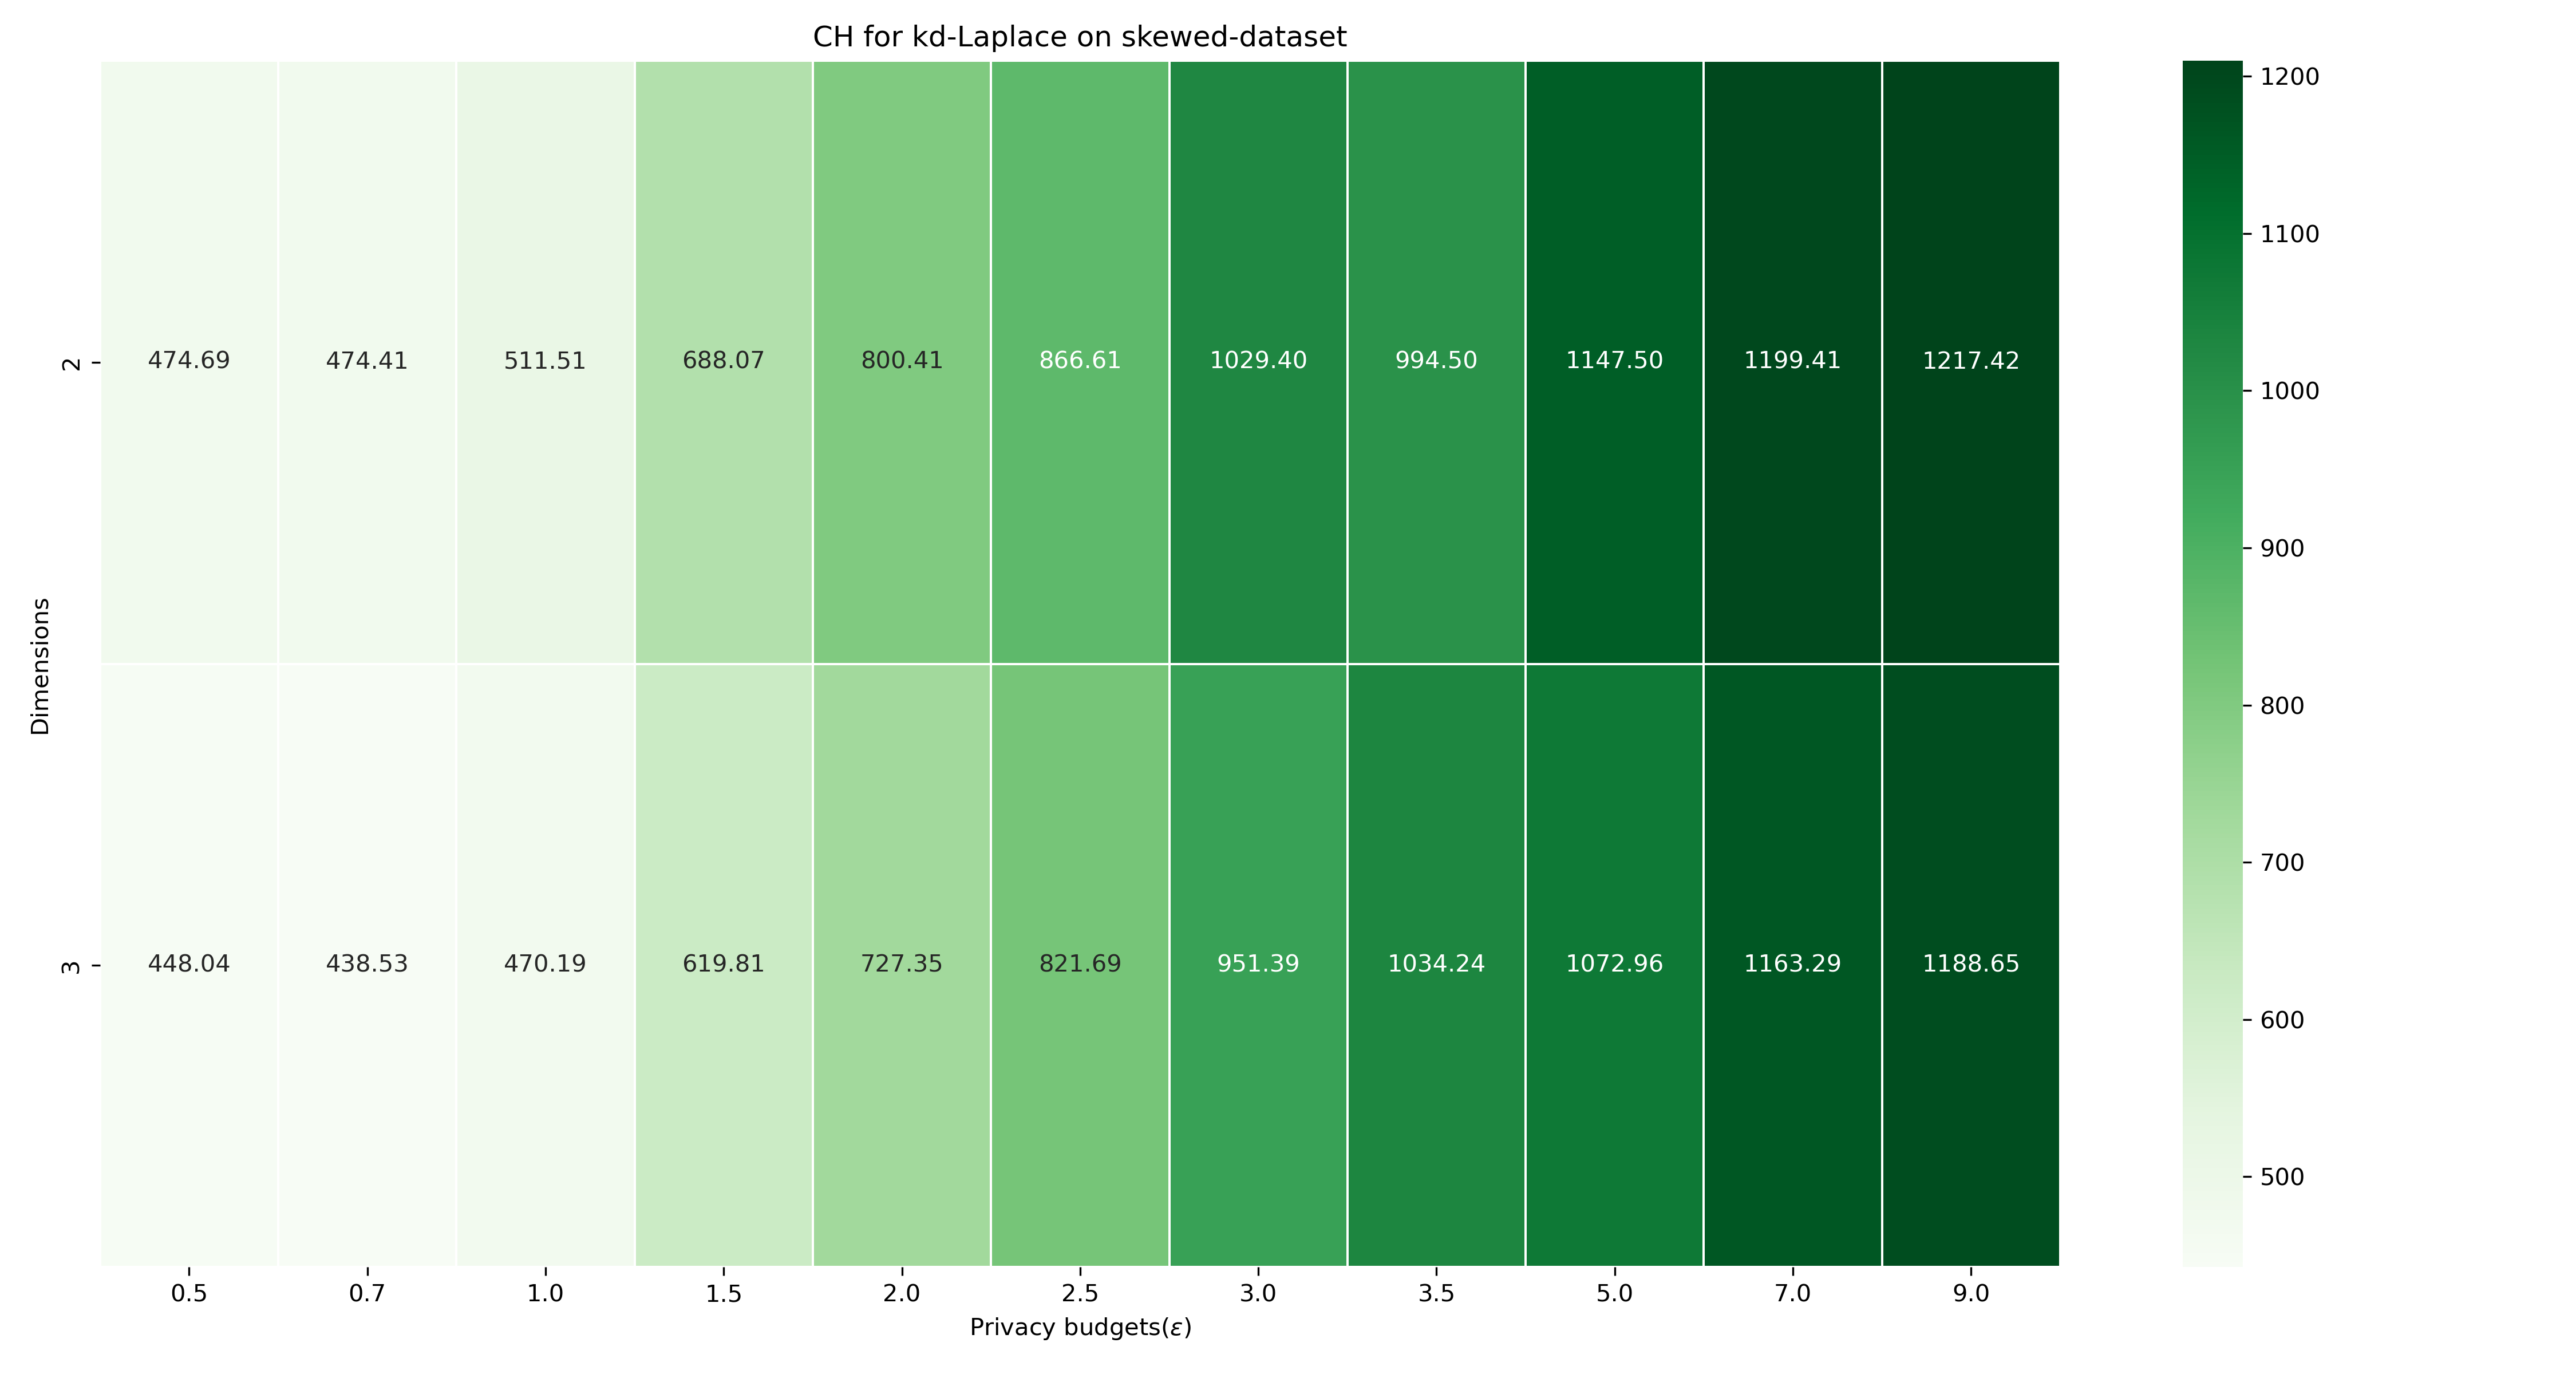 CH for kd-Laplace on skewed-dataset
1200
1100
1000
900
800
700
600
500
Dimensions
2
474.69 474.41 511.51 688.07 800.41 866.61 1029.40 994.50 1147.50 1199.41 1217.42
3
448.04 438.53 470.19 619.81 727.35 821.69 951.39 1034.24 1072.96 1163.29 1188.65
0.5 0.7 1.0 1.5 2.0 2.5 3.0 3.5 5.0 7.0 9.0
Privacy budgets(ε)